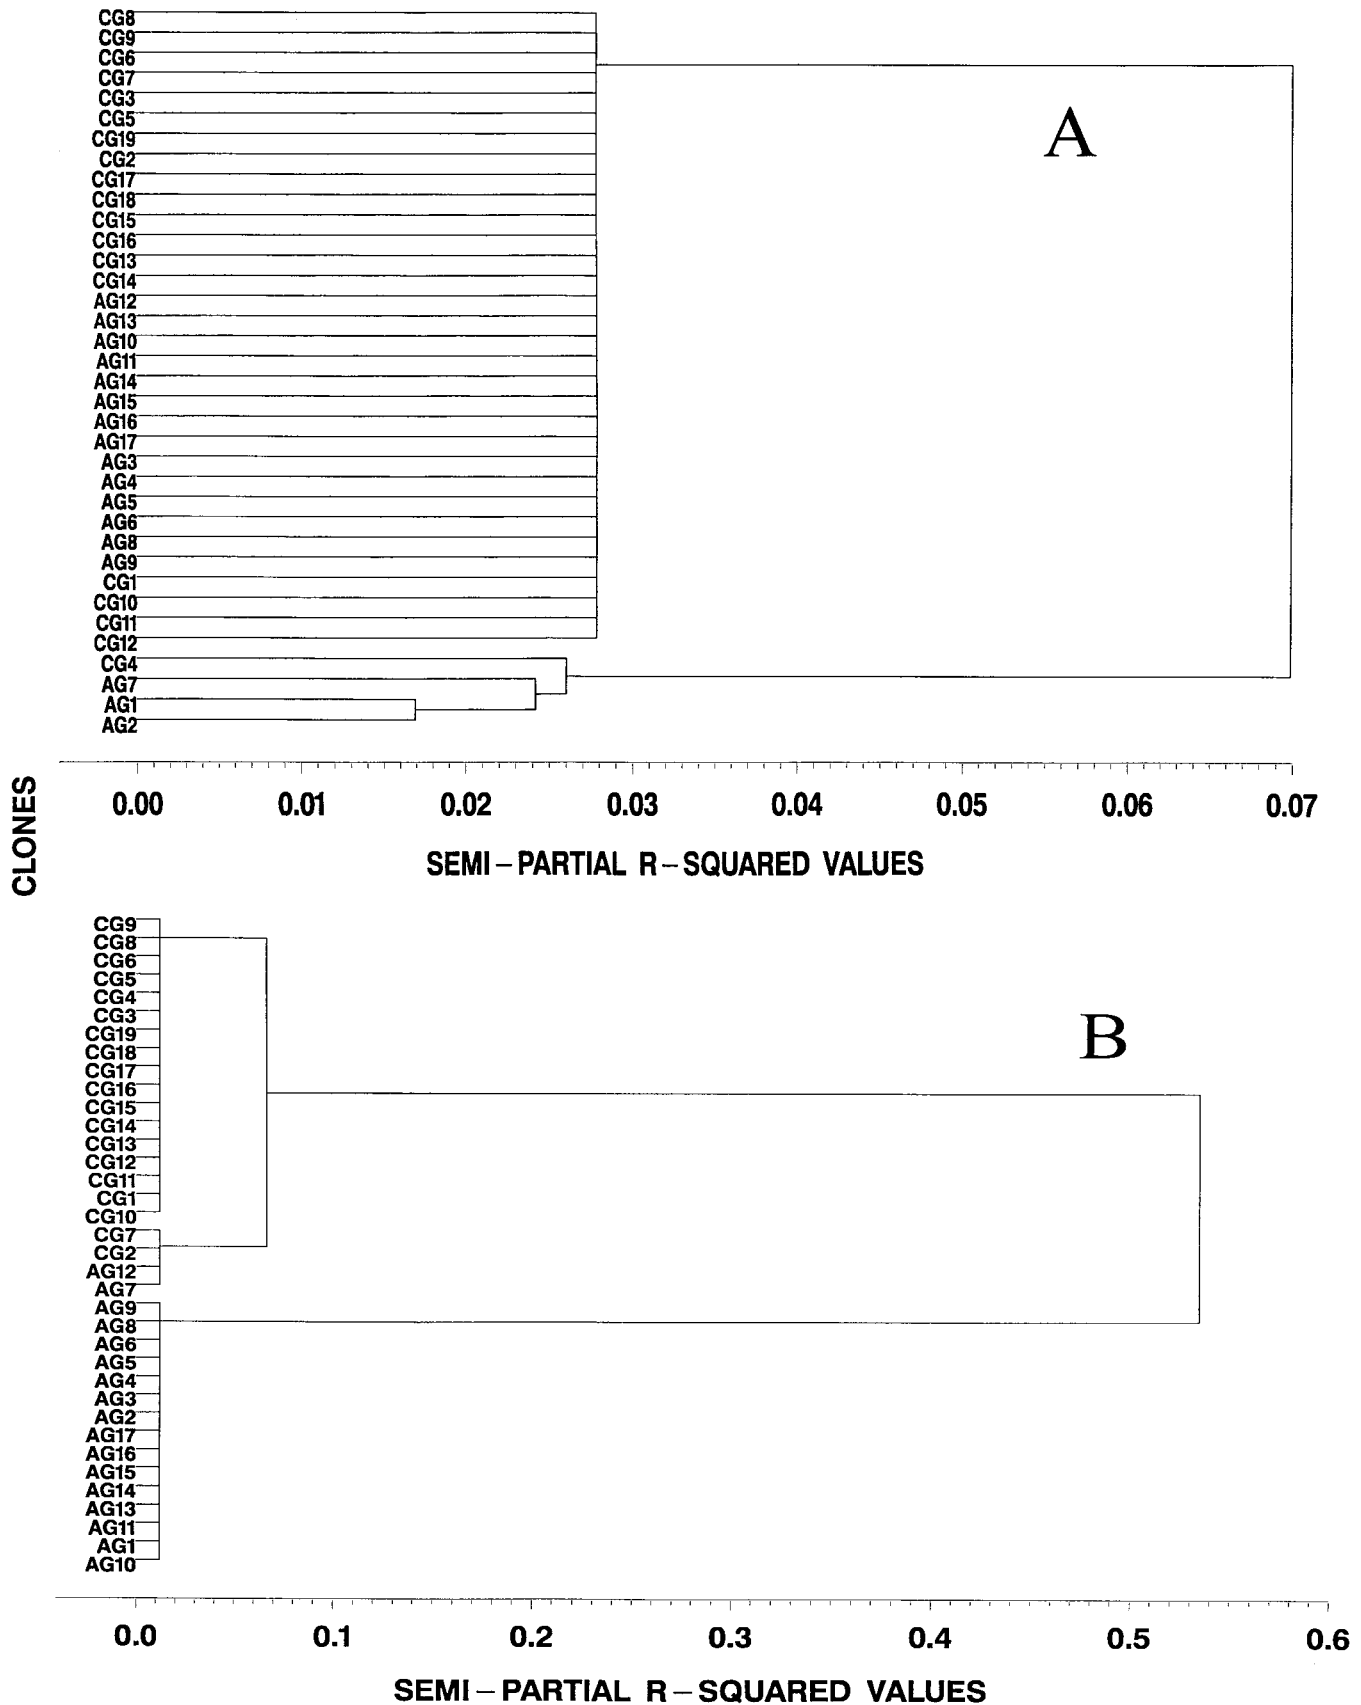 CG8
CG9
CG6
CG7
CG3
CG5
CG19
CG2
CG17
CG18
CG15
CG16
CG13
CG14
AG12
AG13
AG10
AG11
AG14
AG15
AG16
AG17
AG3
AG4
AG5
AG6
AG8
AG9
CG1
CG10
CG11
CG12
CG4
AG7
AG1
AG2
A
0.00 0.01 0.02 0.03 0.04 0.05 0.06 0.07
SEMI-PARTIAL R-SQUARED VALUES
CLONES
CG9
CG8
CG6
CG5
CG4
CG3
CG19
CG18
CG17
CG16
CG15
CG14
CG13
CG12
CG11
CG1
CG10
CG7
CG2
AG12
AG7
AG9
AG8
AG6
AG5
AG4
AG3
AG2
AG17
AG16
AG15
AG14
AG13
AG11
AG1
AG10
B
0.0 0.1 0.2 0.3 0.4 0.5 0.6
SEMI-PARTIAL R-SQUARED VALUES